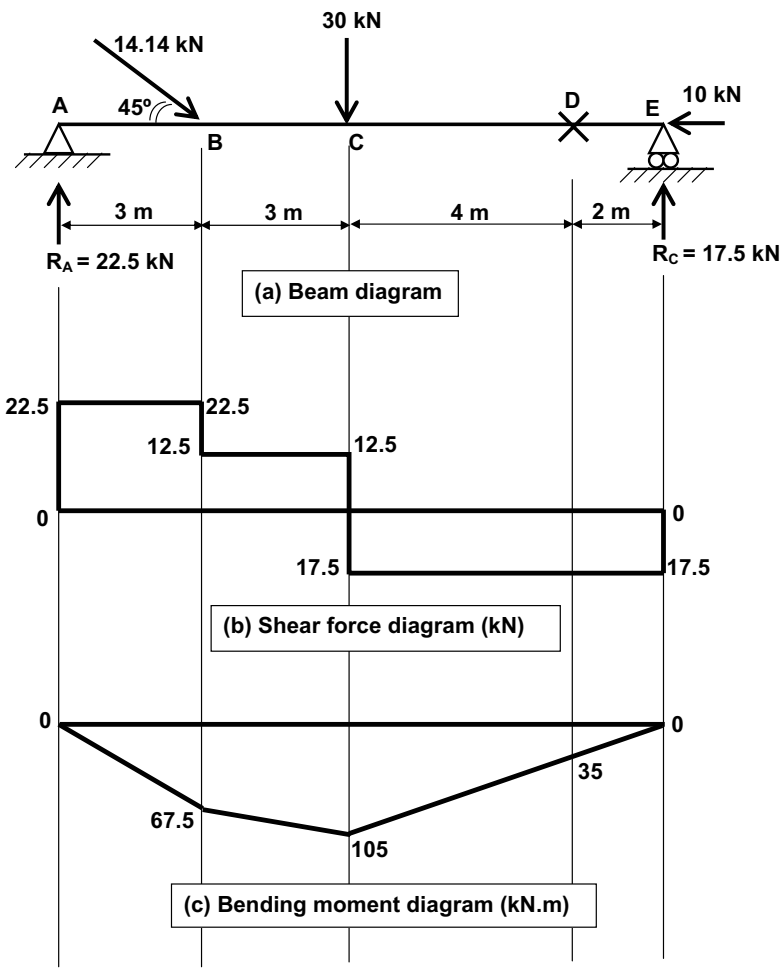 30 kN
14.14 kN
A
45º
D
E
10 kN
B
C
3 m
3 m
4 m
2 m
R_A = 22.5 kN
R_C = 17.5 kN
(a) Beam diagram
22.5
22.5
12.5
12.5
0
0
17.5
17.5
(b) Shear force diagram (kN)
0
0
35
67.5
105
(c) Bending moment diagram (kN.m)